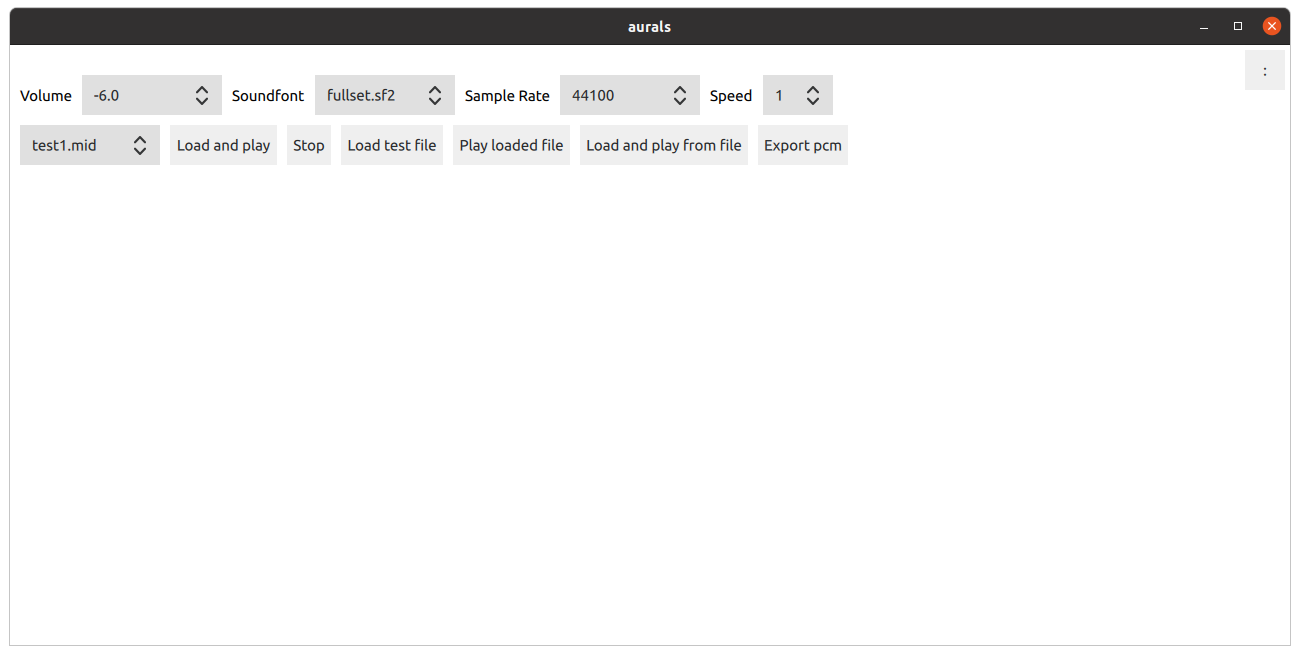 aurals
:
Volume -6.0 Soundfont fullset.sf2 Sample Rate 44100 Speed 1
test1.mid Load and play Stop Load test file Play loaded file Load and play from file Export pcm